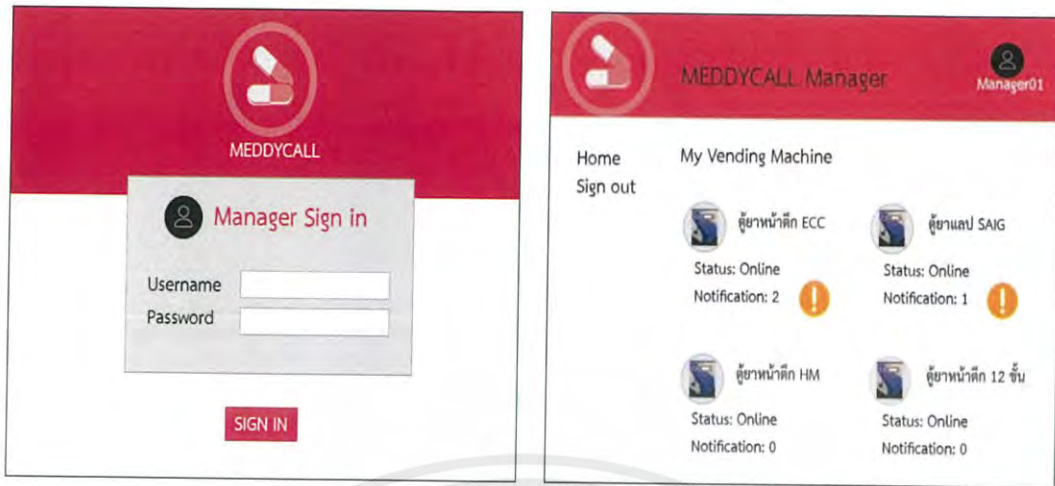 MEDDYCALL
Manager Sign in
Username
Password
SIGN IN
MEDDYCALL Manager
Manager01
Home
Sign out
My Vending Machine
ตู้ยาหน้าตึก ECC
Status: Online
Notification: 2
ตู้ยาแลป SAIG
Status: Online
Notification: 1
ตู้ยาหน้าตึก HM
Status: Online
Notification: 0
ตู้ยาหน้าตึก 12 ชั้น
Status: Online
Notification: 0